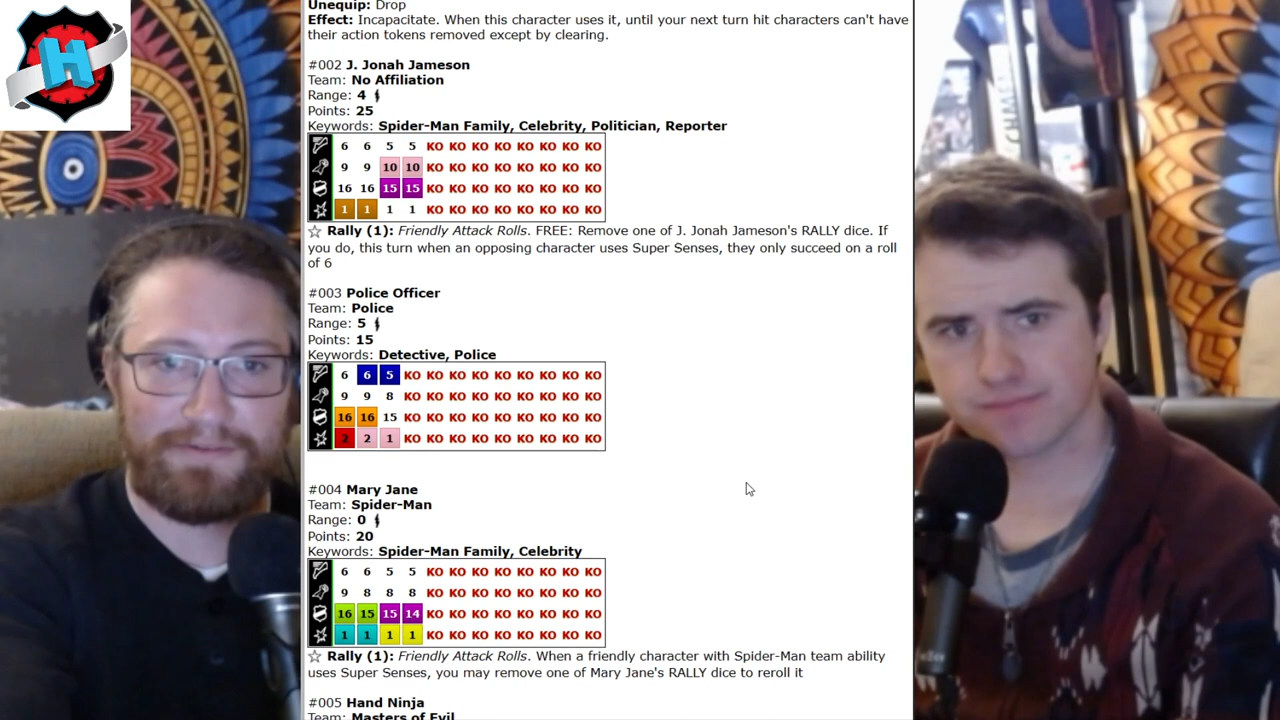 H
Unequip: Drop
Effect: Incapacitate. When this character uses it, until your next turn hit characters can't have
their action tokens removed except by clearing.
#002 J. Jonah Jameson
Team: No Affiliation
Range: 4
Points: 25
Keywords: Spider-Man Family, Celebrity, Politician, Reporter
6 6 5 5 KO KO KO KO KO KO KO KO
9 9 10 10 KO KO KO KO KO KO KO KO
16 16 15 15 KO KO KO KO KO KO KO KO
1 1 1 1 KO KO KO KO KO KO KO KO
☆ Rally (1): Friendly Attack Rolls. FREE: Remove one of J. Jonah Jameson's RALLY dice. If
you do, this turn when an opposing character uses Super Senses, they only succeed on a roll
of 6
#003 Police Officer
Team: Police
Range: 5
Points: 15
Keywords: Detective, Police
6 6 5 KO KO KO KO KO KO KO KO KO
9 9 8 KO KO KO KO KO KO KO KO KO
16 16 15 KO KO KO KO KO KO KO KO KO
2 2 1 KO KO KO KO KO KO KO KO KO
#004 Mary Jane
Team: Spider-Man
Range: 0
Points: 20
Keywords: Spider-Man Family, Celebrity
6 6 5 5 KO KO KO KO KO KO KO KO
9 8 8 8 KO KO KO KO KO KO KO KO
16 15 15 14 KO KO KO KO KO KO KO KO
1 1 1 1 KO KO KO KO KO KO KO KO
☆ Rally (1): Friendly Attack Rolls. When a friendly character with Spider-Man team ability
uses Super Senses, you may remove one of Mary Jane's RALLY dice to reroll it
#005 Hand Ninja
Team: Masters of Evil